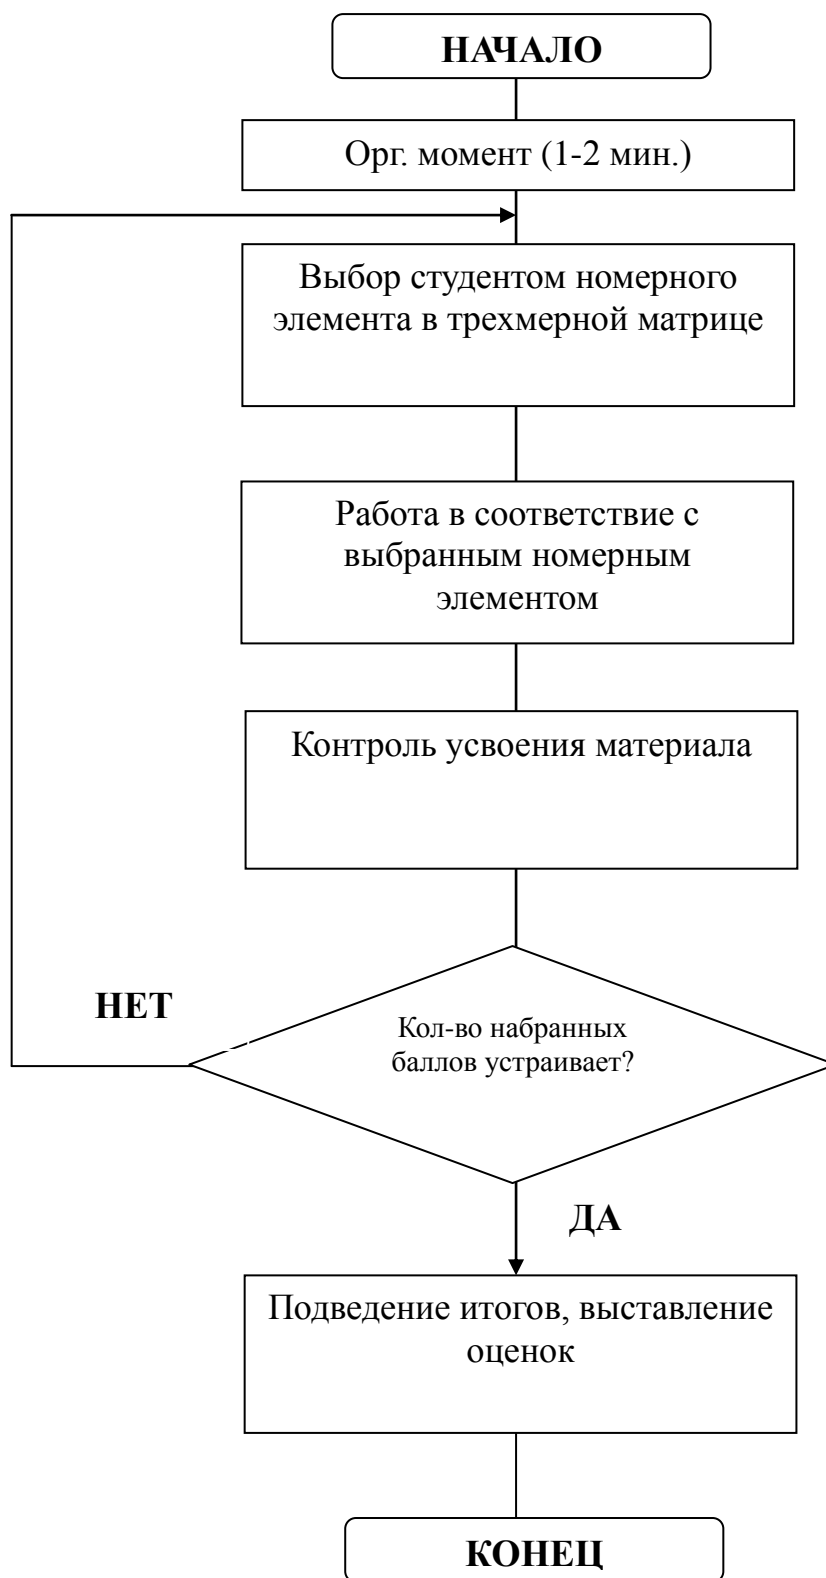 НАЧАЛО
Орг. момент (1-2 мин.)
Выбор студентом номерного
элемента в трехмерной матрице
Работа в соответствие с
выбранным номерным
элементом
Контроль усвоения материала
НЕТ
Кол-во набранных
баллов устраивает?
ДА
Подведение итогов, выставление
оценок
КОНЕЦ